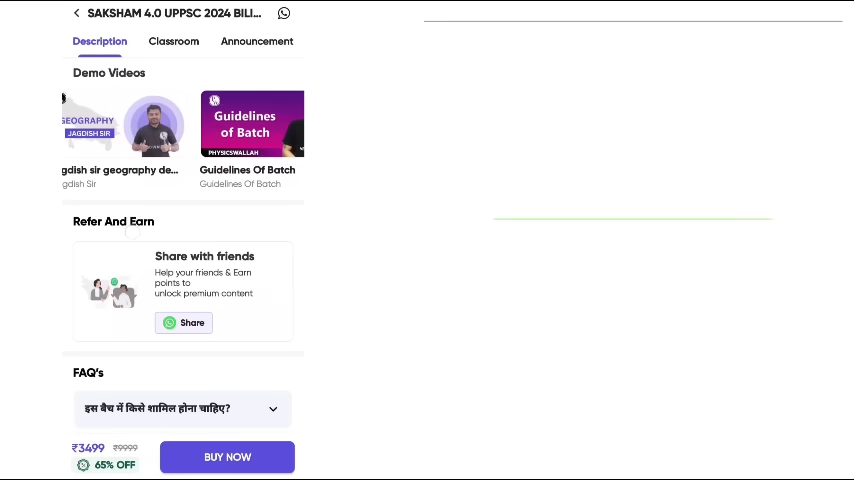 SAKSHAM 4.0 UPPSC 2024 BILI...
Description Classroom Announcement
Demo Videos
GEOGRAPHY
JAGDISH SIR
Guidelines
of Batch
PHYSICSWALLAH
gdish sir geography de...
Guidelines Of Batch
gdish Sir
Guidelines Of Batch
Refer And Earn
Share with friends
Help your friends & Earn
points to
unlock premium content
Share
FAQ's
इस बैच में किसे शामिल होना चाहिए?
₹3499 ₹9999
65% OFF
BUY NOW